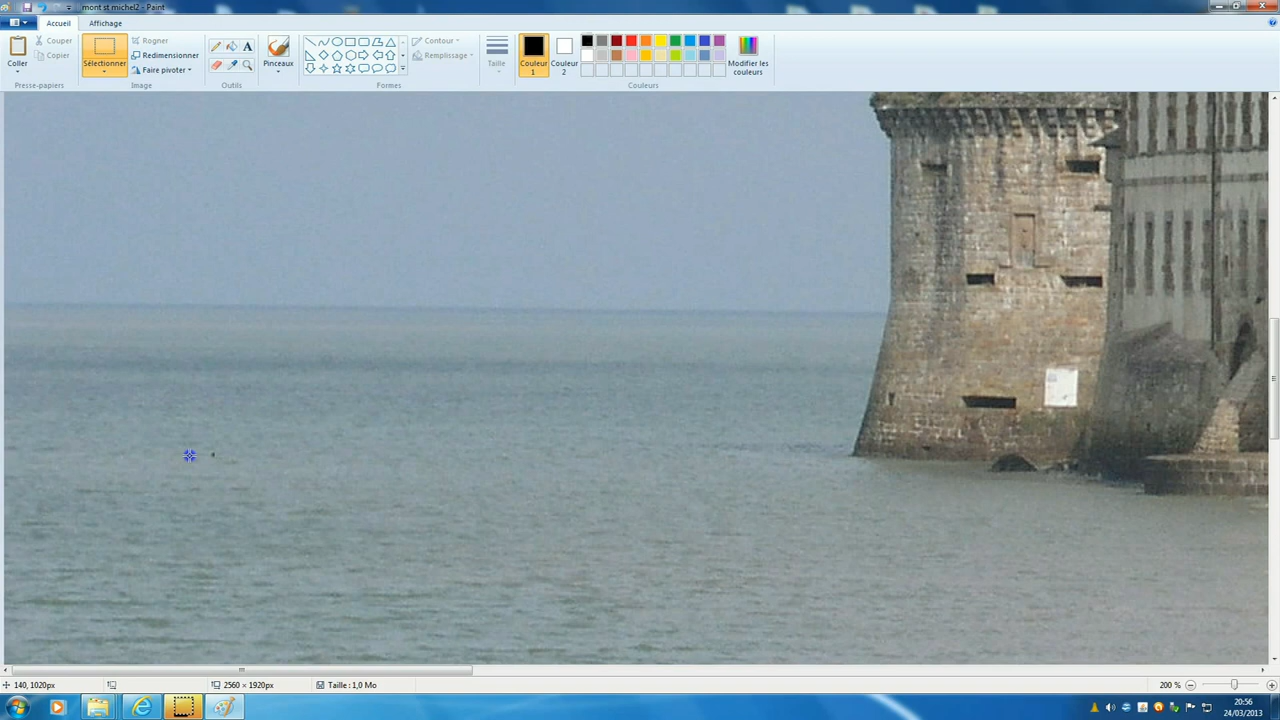 mont st michel2 - Paint
Accueil
Affichage
Coller
Couper
Copier
Presse-papiers
Sélectionner
Rogner
Redimensionner
Faire pivoter
Image
A
Outils
Pinceaux
Contour
Remplissage
Formes
Taille
Couleur
1
Couleur
2
Modifier les
couleurs
Couleurs
140, 1020px
2560 × 1920px
Taille : 1,0 Mo
200 %
20:56
24/03/2013